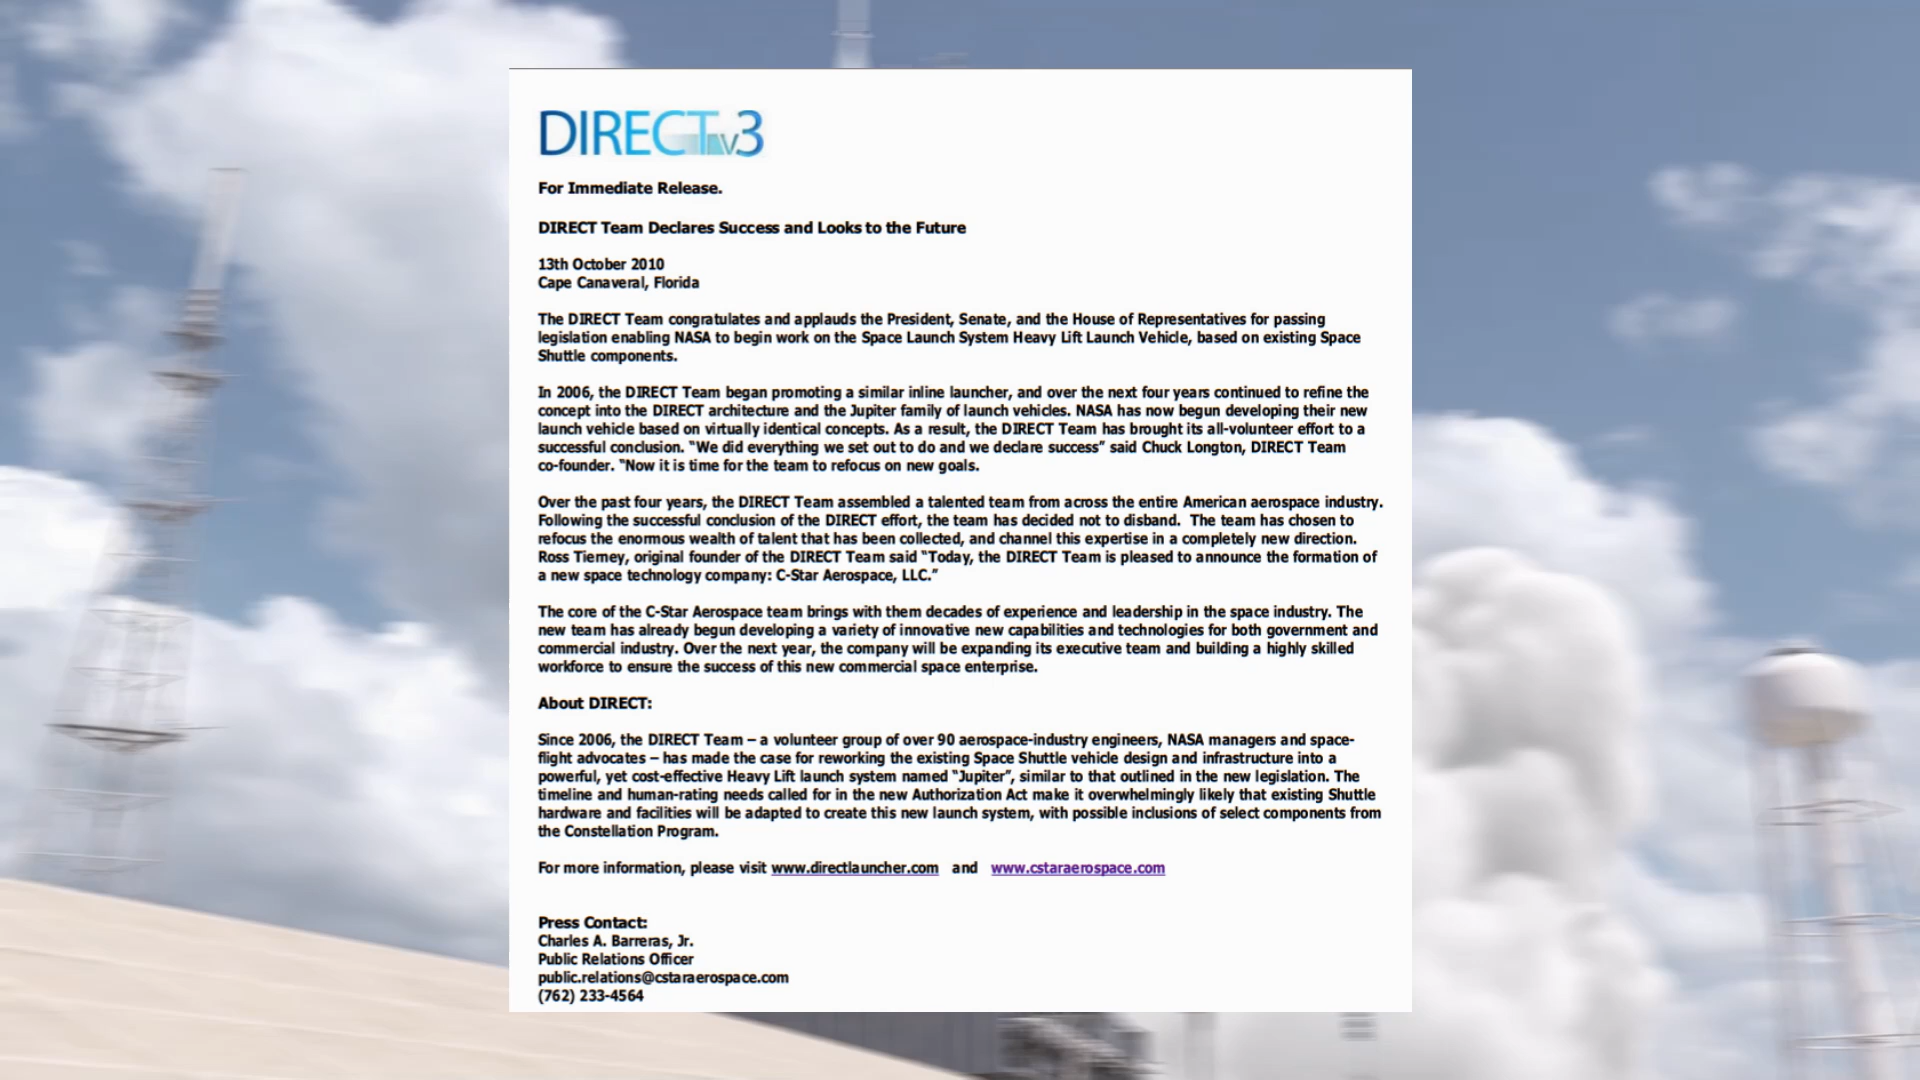 DIRECTv3
For Immediate Release.
DIRECT Team Declares Success and Looks to the Future
13th October 2010
Cape Canaveral, Florida
The DIRECT Team congratulates and applauds the President, Senate, and the House of Representatives for passing
legislation enabling NASA to begin work on the Space Launch System Heavy Lift Launch Vehicle, based on existing Space
Shuttle components.
In 2006, the DIRECT Team began promoting a similar inline launcher, and over the next four years continued to refine the
concept into the DIRECT architecture and the Jupiter family of launch vehicles. NASA has now begun developing their new
launch vehicle based on virtually identical concepts. As a result, the DIRECT Team has brought its all-volunteer effort to a
successful conclusion. “We did everything we set out to do and we declare success” said Chuck Longton, DIRECT Team
co-founder. “Now it is time for the team to refocus on new goals.
Over the past four years, the DIRECT Team assembled a talented team from across the entire American aerospace industry.
Following the successful conclusion of the DIRECT effort, the team has decided not to disband. The team has chosen to
refocus the enormous wealth of talent that has been collected, and channel this expertise in a completely new direction.
Ross Tierney, original founder of the DIRECT Team said “Today, the DIRECT Team is pleased to announce the formation of
a new space technology company: C-Star Aerospace, LLC.”
The core of the C-Star Aerospace team brings with them decades of experience and leadership in the space industry. The
new team has already begun developing a variety of innovative new capabilities and technologies for both government and
commercial industry. Over the next year, the company will be expanding its executive team and building a highly skilled
workforce to ensure the success of this new commercial space enterprise.
About DIRECT:
Since 2006, the DIRECT Team – a volunteer group of over 90 aerospace-industry engineers, NASA managers and space-
flight advocates – has made the case for reworking the existing Space Shuttle vehicle design and infrastructure into a
powerful, yet cost-effective Heavy Lift launch system named “Jupiter”, similar to that outlined in the new legislation. The
timeline and human-rating needs called for in the new Authorization Act make it overwhelmingly likely that existing Shuttle
hardware and facilities will be adapted to create this new launch system, with possible inclusions of select components from
the Constellation Program.
For more information, please visit www.directlauncher.com and www.cstaraerospace.com
Press Contact:
Charles A. Barreras, Jr.
Public Relations Officer
public.relations@cstaraerospace.com
(762) 233-4564